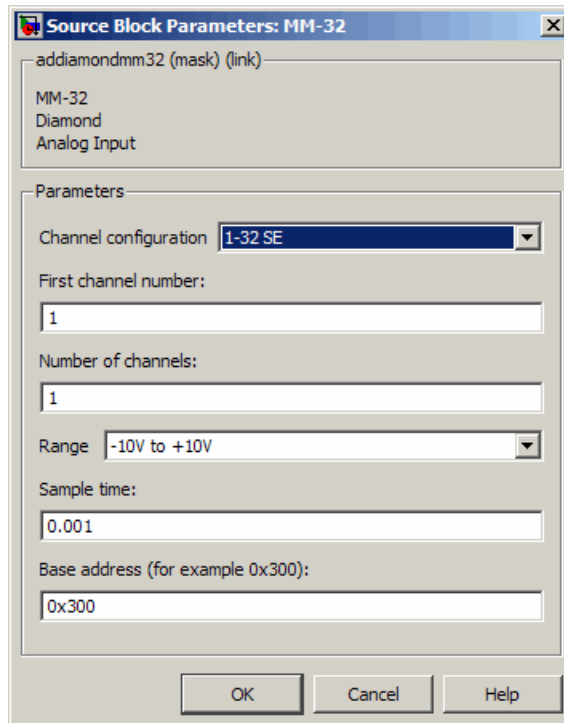 Source Block Parameters: MM-32
addiamondmm32 (mask) (link)
MM-32
Diamond
Analog Input
Parameters
Channel configuration 1-32 SE
First channel number:
1
Number of channels:
1
Range -10V to +10V
Sample time:
0.001
Base address (for example 0x300):
0x300
OK Cancel Help